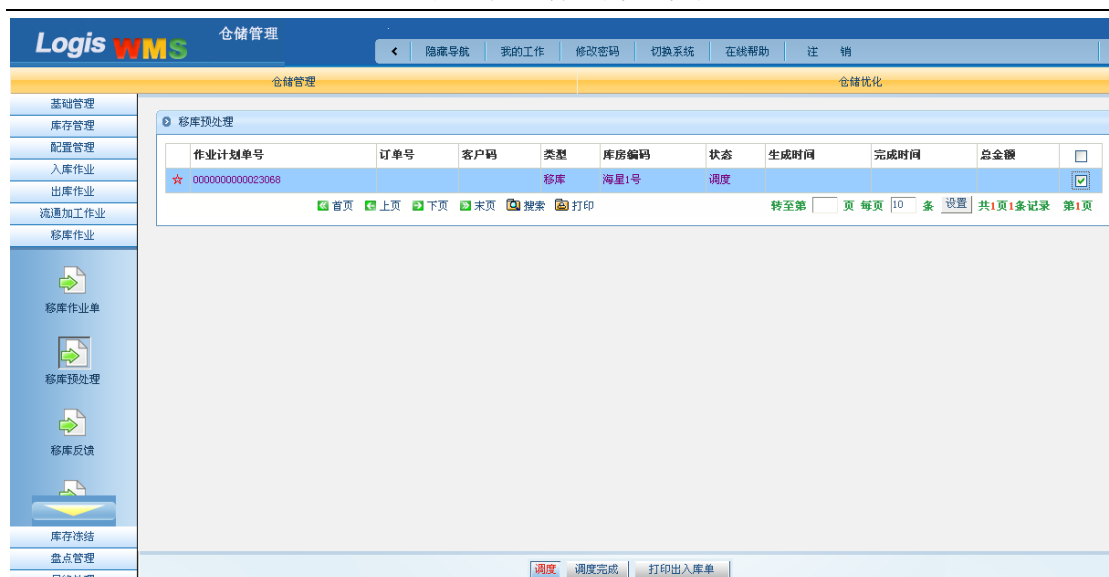 Logis WMS 仓储管理
隐藏导航 我的工作 修改密码 切换系统 在线帮助 注 销
仓储管理 仓储优化
基础管理
库存管理
配置管理
入库作业
出库作业
流通加工作业
移库作业
移库作业单
移库预处理
移库反馈
库存冻结
盘点管理
移库预处理
作业计划单号 订单号 客户码 类型 库房编码 状态 生成时间 完成时间 总金额
0000000000023068 移库 海星1号 调度
首页 上页 下页 末页 搜索 打印 转至第 页 每页 10 条 设置 共1页1条记录 第1页
调度 调度完成 打印出入库单